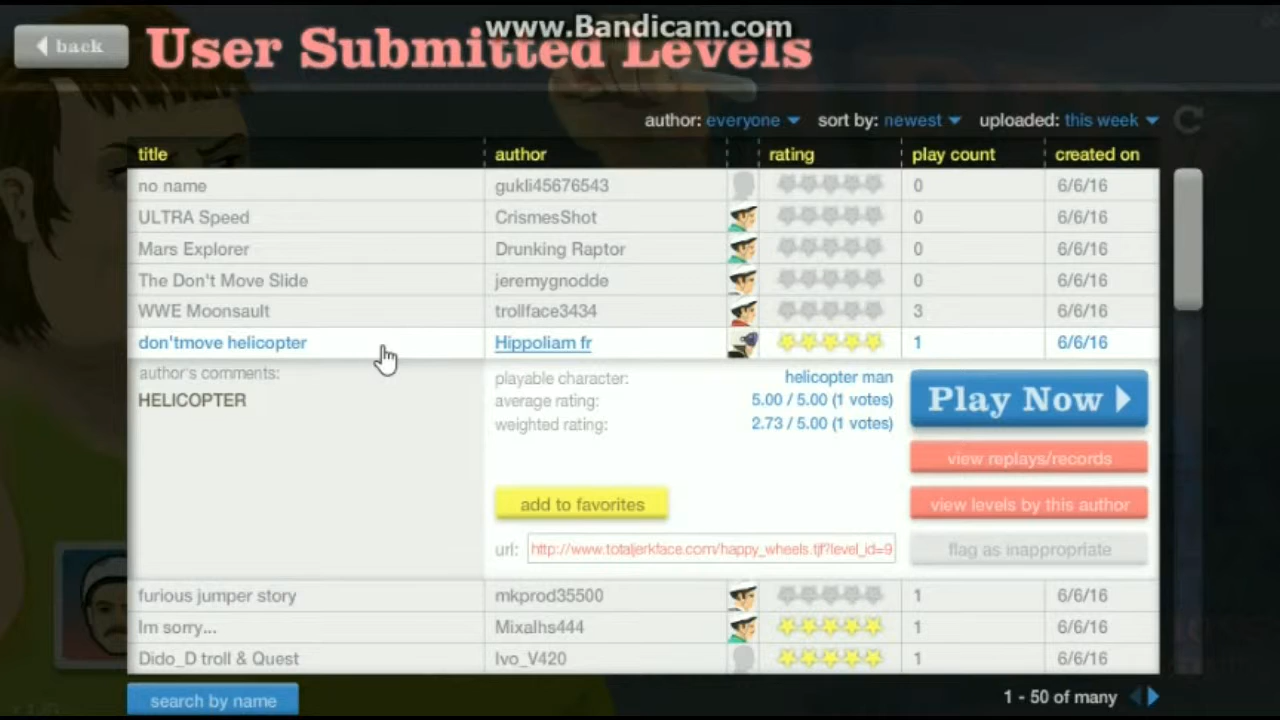 www.Bandicam.com
back
User Submitted Levels
author: everyone sort by: newest uploaded: this week
title author rating play count created on
no name gukli45676543 0 6/6/16
ULTRA Speed CrismesShot 0 6/6/16
Mars Explorer Drunking Raptor 0 6/6/16
The Don't Move Slide jeremygnodde 0 6/6/16
WWE Moonsault trollface3434 3 6/6/16
don'tmove helicopter Hippoliam fr 1 6/6/16
author's comments:
HELICOPTER
playable character: helicopter man
average rating: 5.00 / 5.00 (1 votes)
weighted rating: 2.73 / 5.00 (1 votes)
add to favorites
url: http://www.totaljerkface.com/happy_wheels.tjf?level_id=9
Play Now
view replays/records
view levels by this author
flag as inappropriate
furious jumper story mkprod35500 1 6/6/16
Im sorry... Mixalhs444 1 6/6/16
Dido_D troll & Quest Ivo_V420 1 6/6/16
search by name
1 - 50 of many